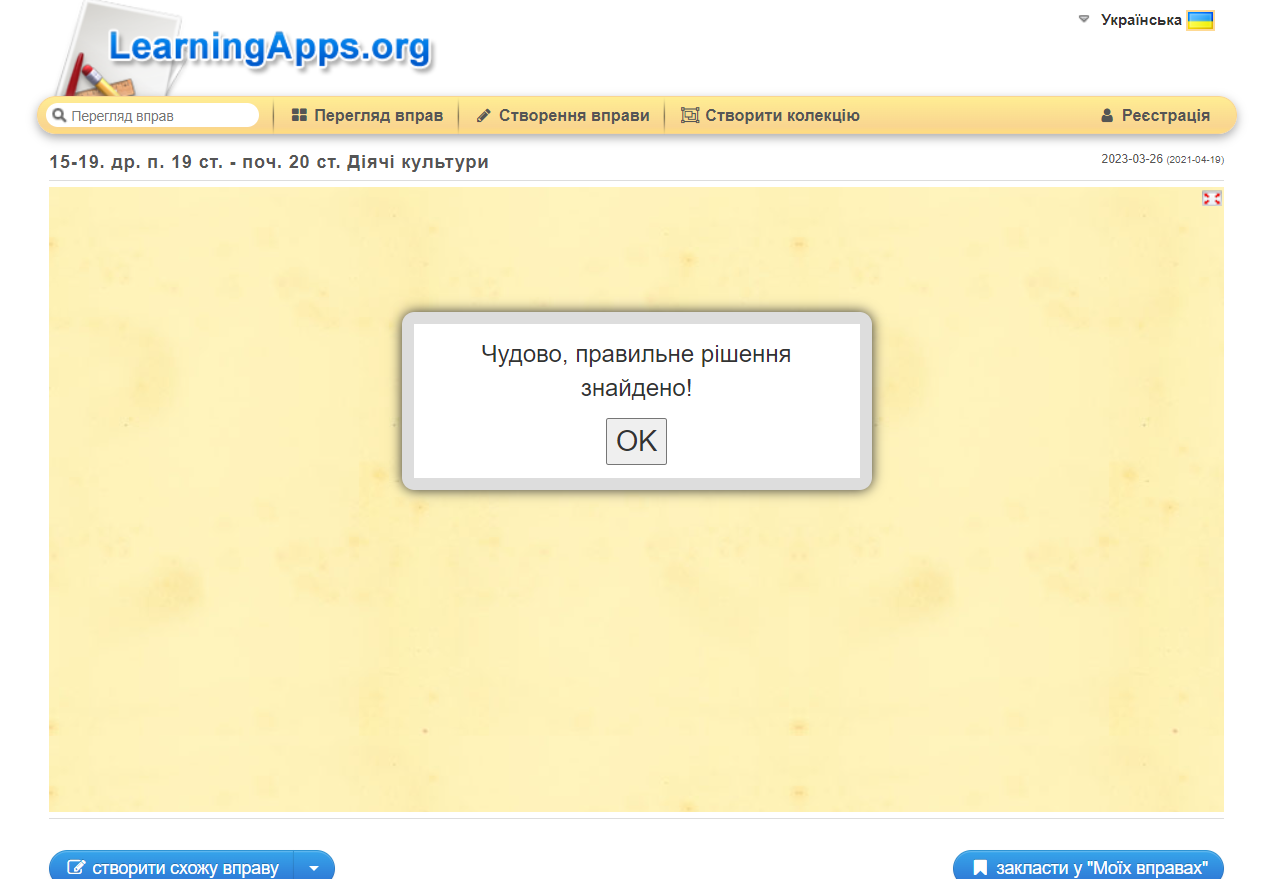 LearningApps.org
Українська
Перегляд вправ
Перегляд вправ
Створення вправи
Створити колекцію
Реєстрація
15-19. др. п. 19 ст. - поч. 20 ст. Діячі культури
2023-03-26 (2021-04-19)
Чудово, правильне рішення
знайдено!
OK
створити схожу вправу
закласти у "Моїх вправах"